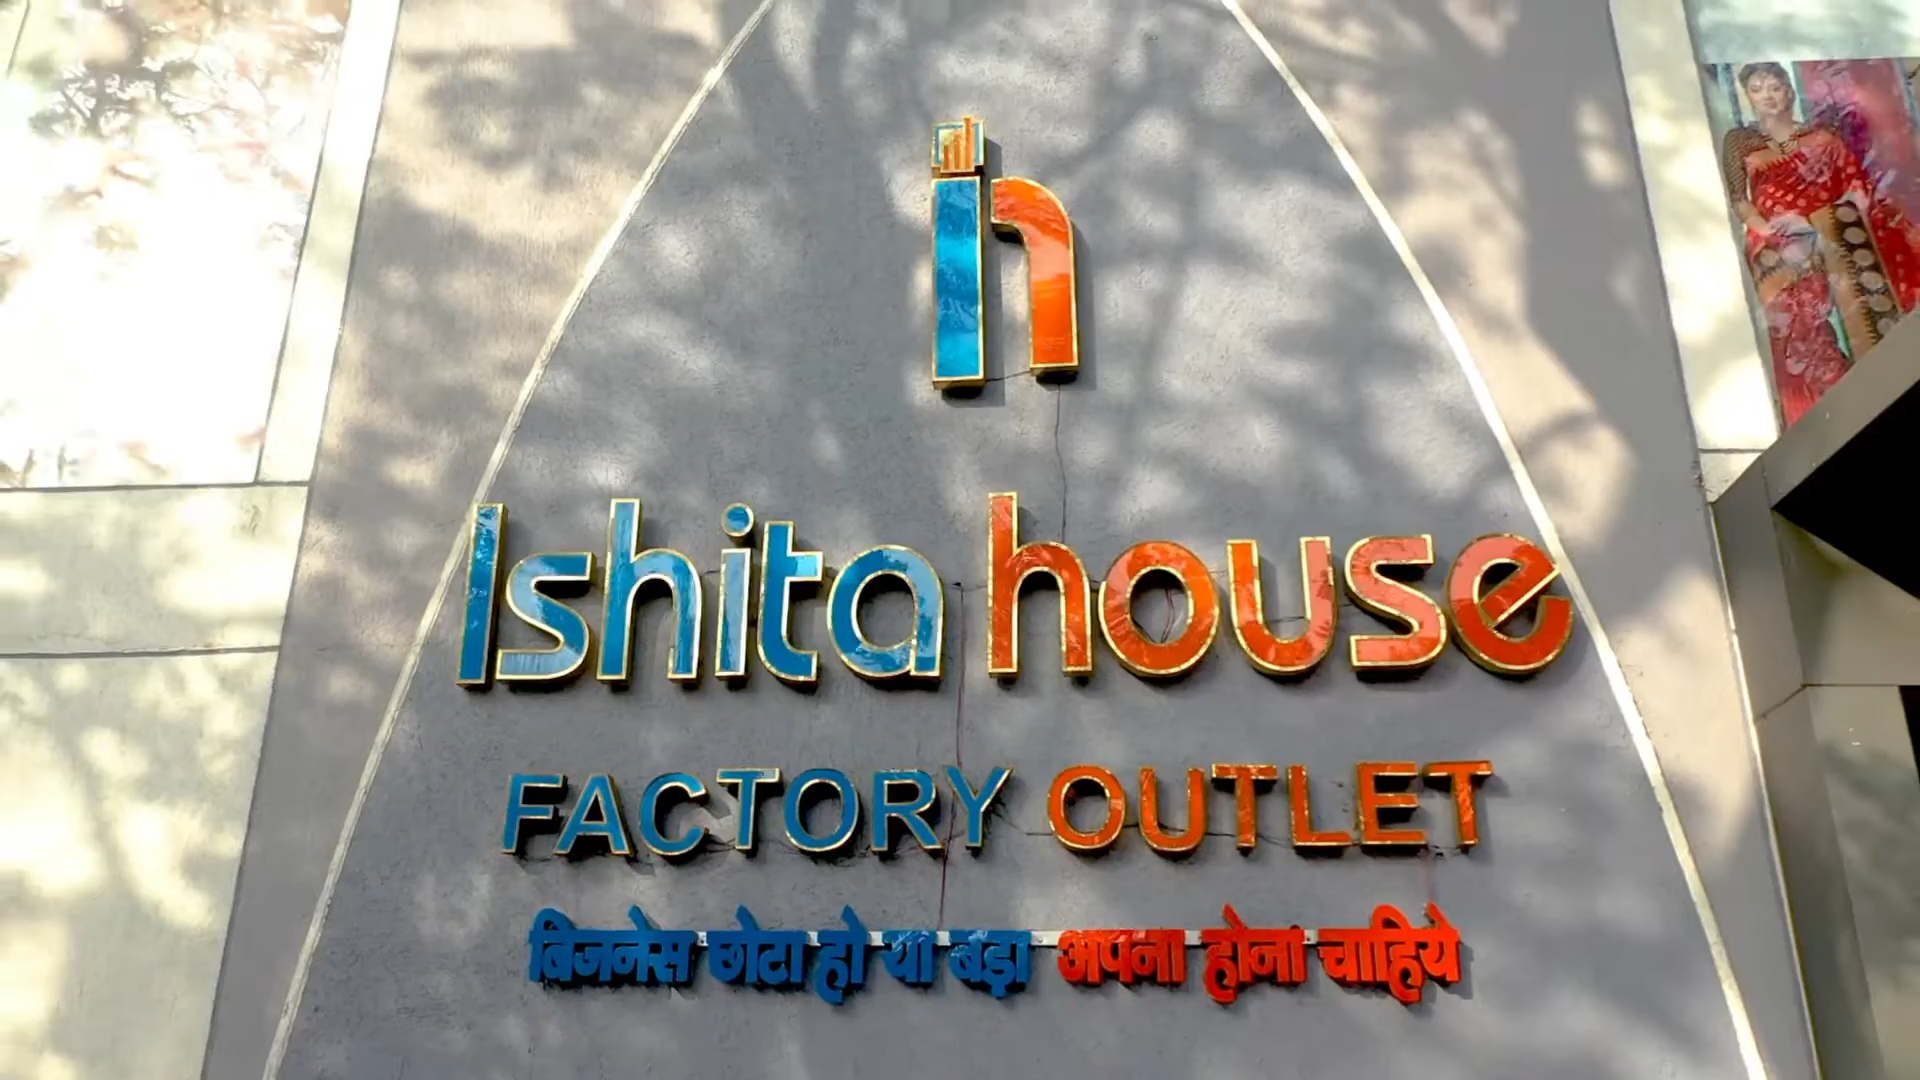 ih
Ishita house
FACTORY OUTLET
बिजनेस छोटा हो या बड़ा अपना होना चाहिये